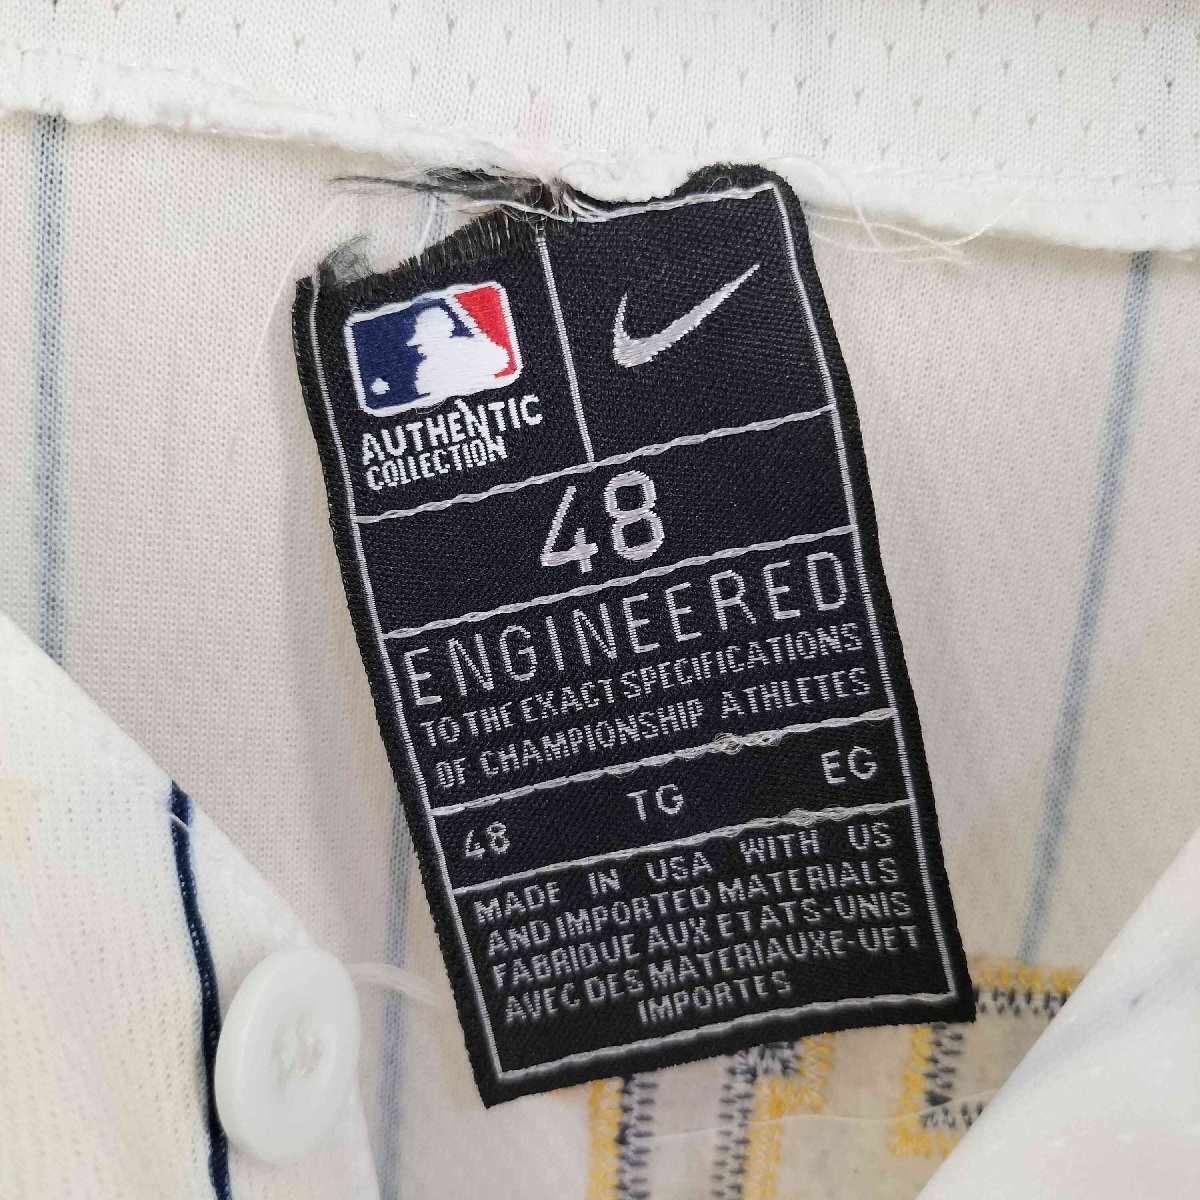 AUTHENTIC
COLLECTION
48
ENGINEERED
TO THE EXACT SPECIFICATIONS
OF CHAMPIONSHIP ATHLETES
48 TG EG
MADE IN USA WITH US
AND IMPORTED MATERIALS
FABRIQUE AUX ETATS-UNIS
AVEC DES MATERIAUXE-UET
IMPORTES